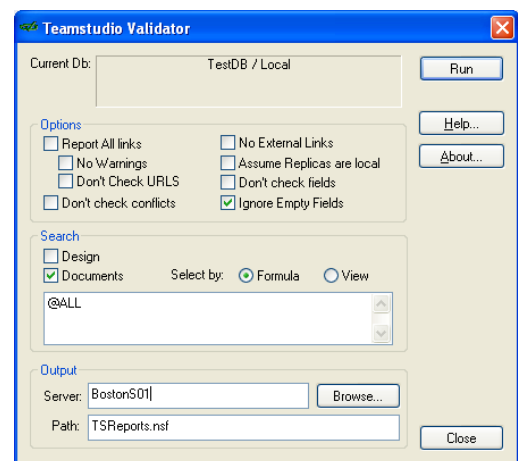 Teamstudio Validator
Current Db: TestDB / Local
Run
Help...
About...
Options
Report All links
No External Links
No Warnings
Assume Replicas are local
Don't Check URLS
Don't check fields
Don't check conflicts
Ignore Empty Fields
Search
Design
Documents Select by: Formula View
@ALL
Output
Server: BostonS01 Browse...
Path: TSReports.nsf
Close